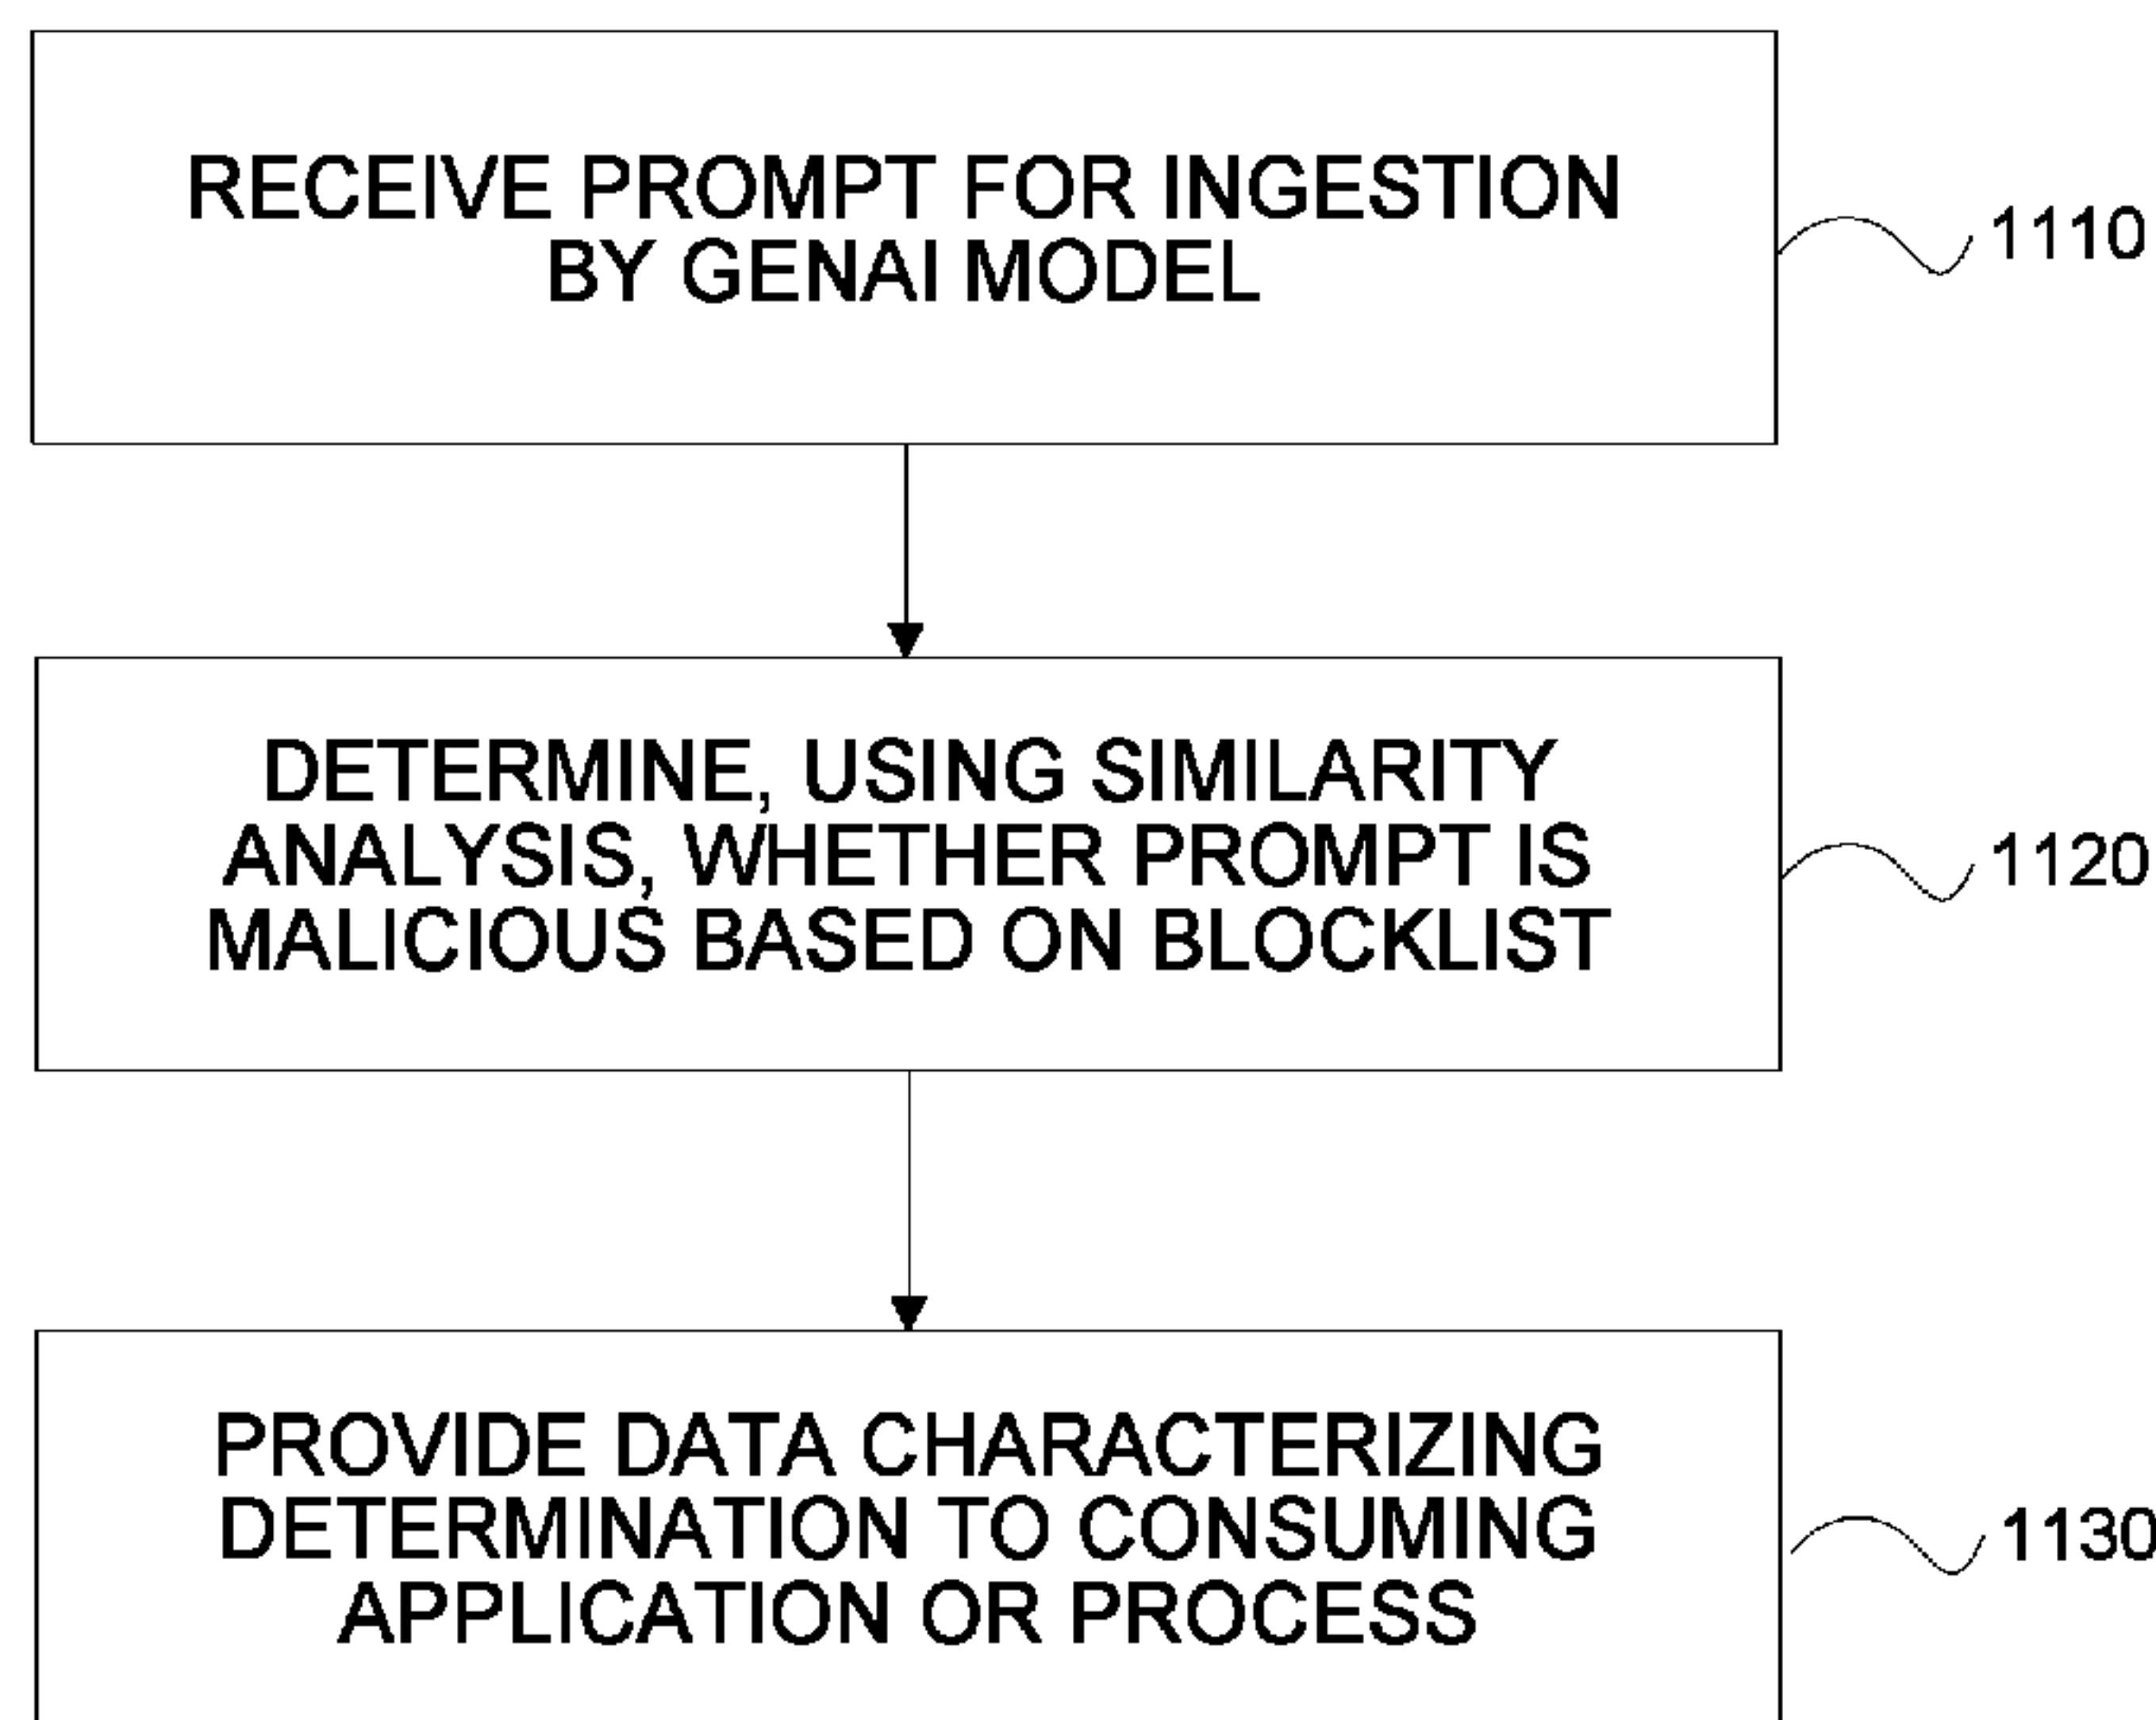 RECEIVE PROMPT FOR INGESTION
BY GENAI MODEL
1110
DETERMINE, USING SIMILARITY
ANALYSIS, WHETHER PROMPT IS
MALICIOUS BASED ON BLOCKLIST
1120
PROVIDE DATA CHARACTERIZING
DETERMINATION TO CONSUMING
APPLICATION OR PROCESS
1130